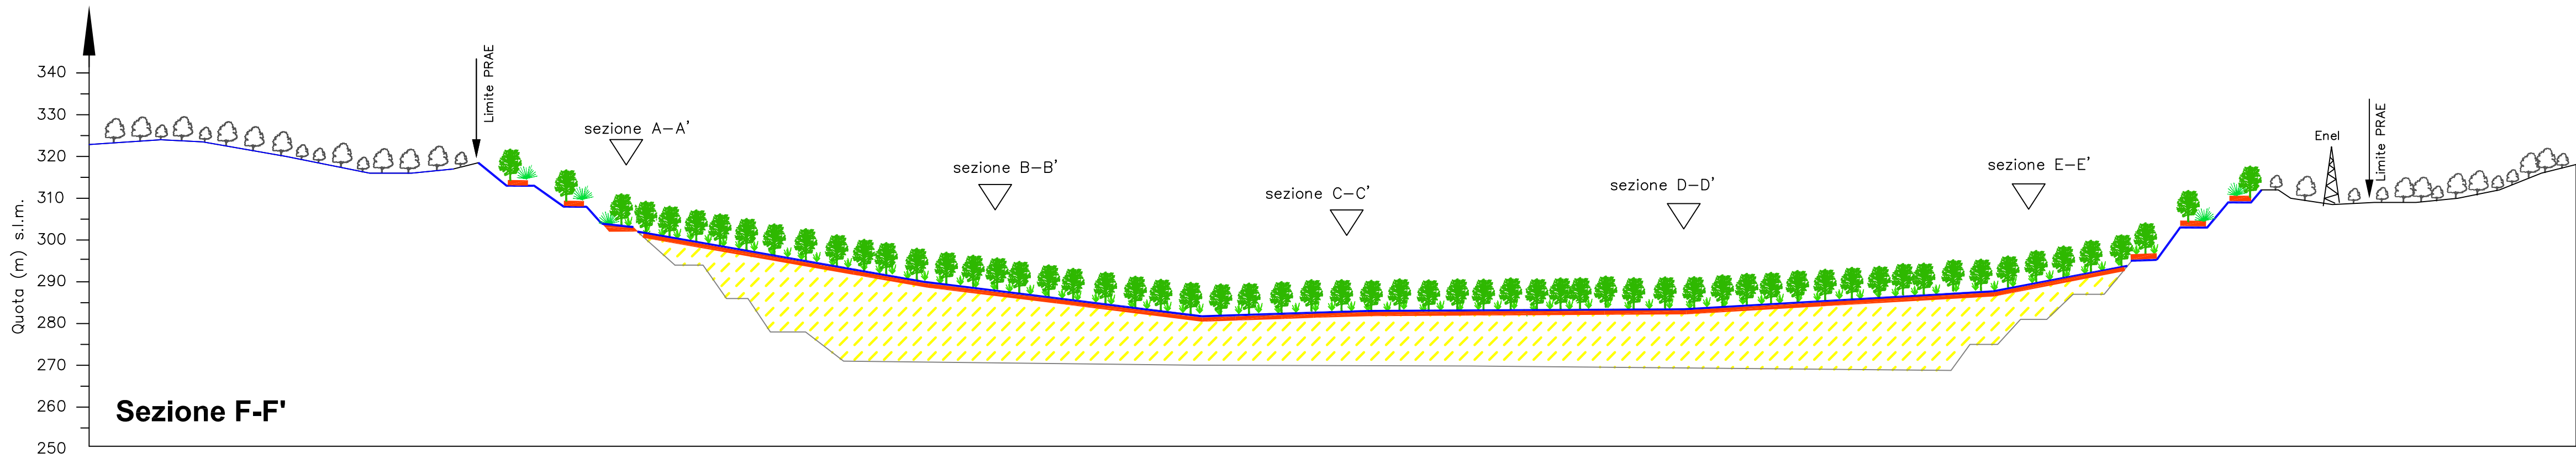 Quota (m) s.l.m.
340
330
320
310
300
290
280
270
260
250
Limite PRAE
sezione A-A'
sezione B-B'
sezione C-C'
sezione D-D'
sezione E-E'
Enel
Limite PRAE
Sezione F-F'